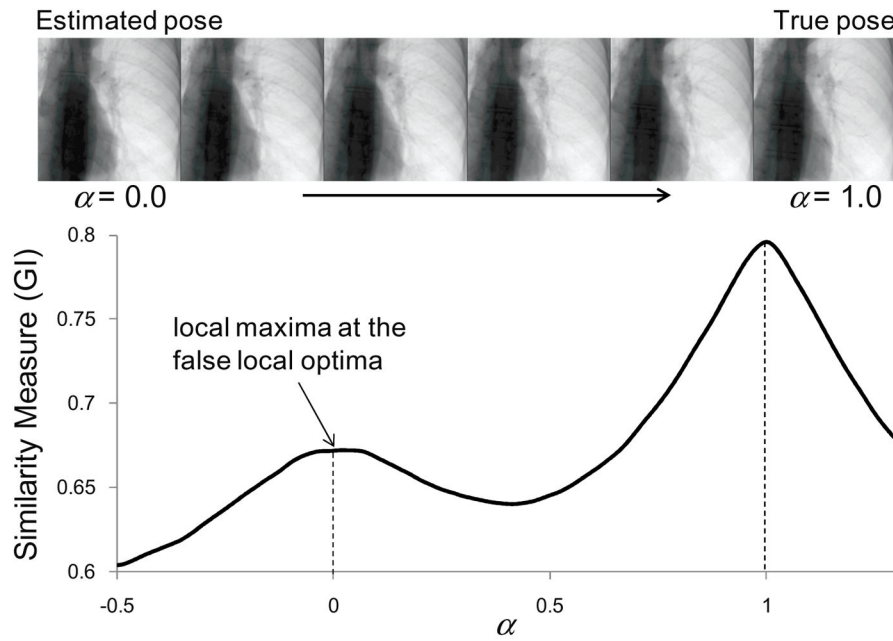 Estimated pose
True pose
α = 0.0
α = 1.0
Similarity Measure (GI)
0.8
0.75
0.7
0.65
0.6
local maxima at the
false local optima
-0.5
0
0.5
1
α